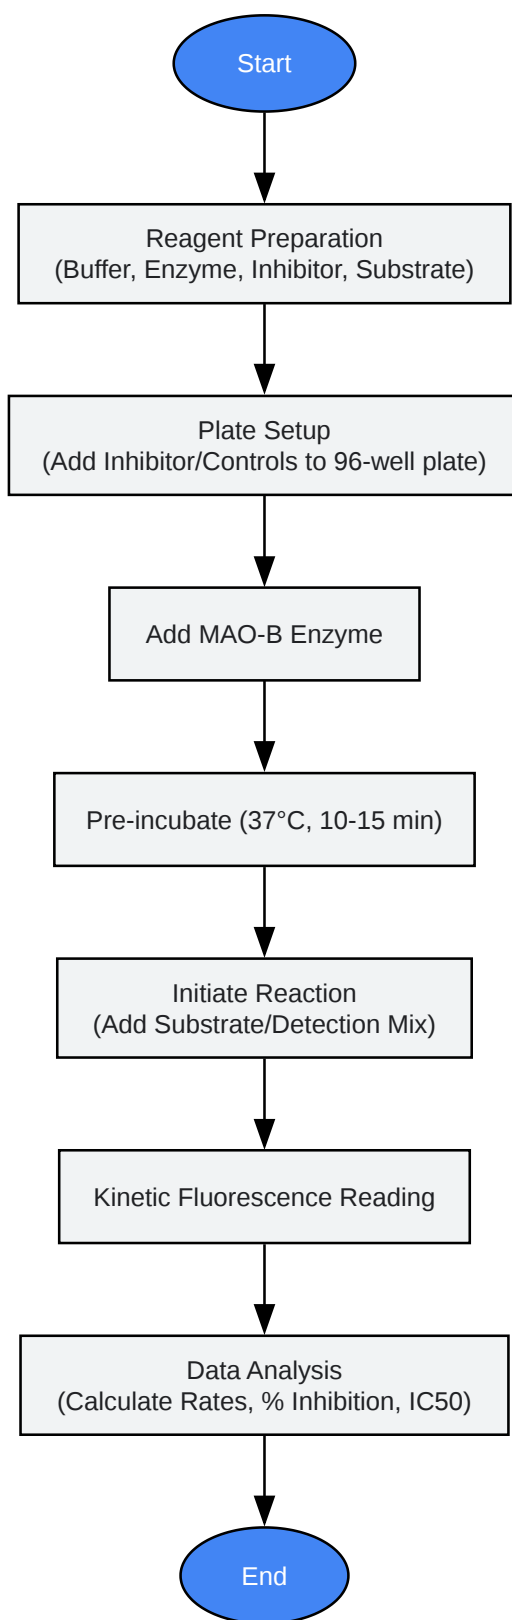 Start
Reagent Preparation
(Buffer, Enzyme, Inhibitor, Substrate)
Plate Setup
(Add Inhibitor/Controls to 96-well plate)
Add MAO-B Enzyme
Pre-incubate (37°C, 10-15 min)
Initiate Reaction
(Add Substrate/Detection Mix)
Kinetic Fluorescence Reading
Data Analysis
(Calculate Rates, % Inhibition, IC50)
End